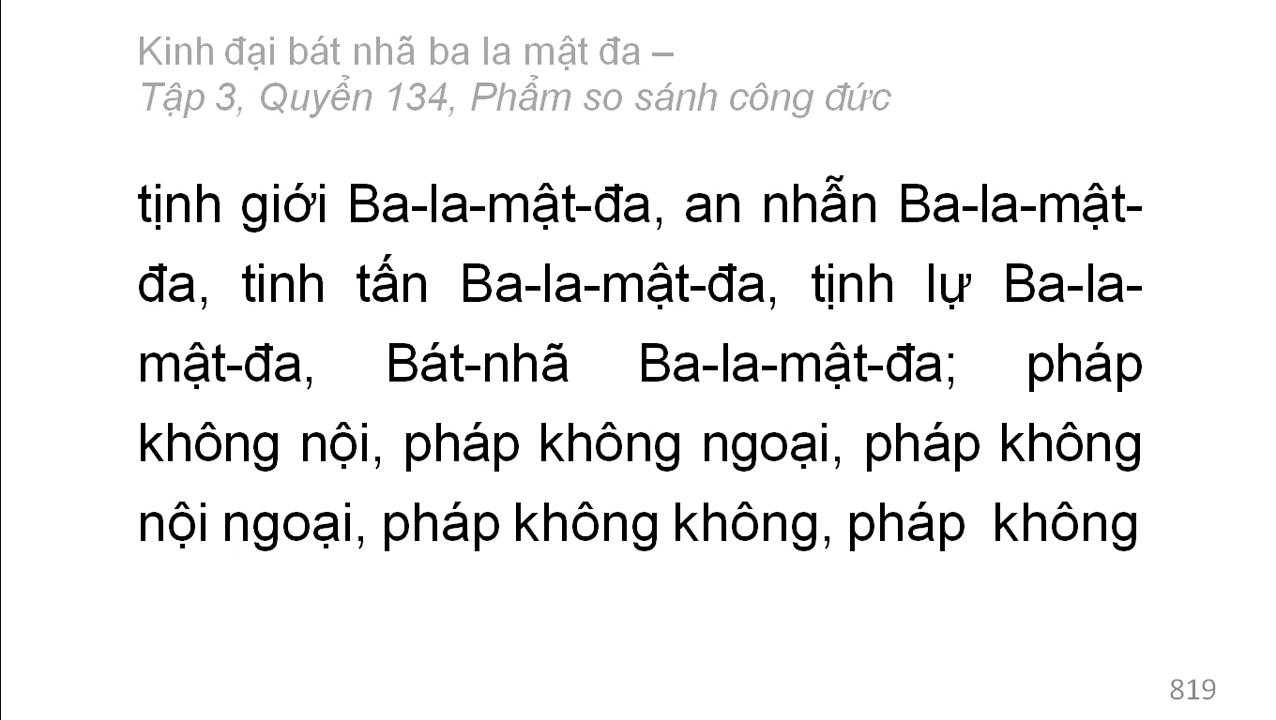 Kinh đại bát nhã ba la mật đa –
Tập 3, Quyển 134, Phẩm so sánh công đức
tịnh giới Ba-la-mật-đa, an nhẫn Ba-la-mật-
đa, tinh tấn Ba-la-mật-đa, tịnh lự Ba-la-
mật-đa, Bát-nhã Ba-la-mật-đa; pháp
không nội, pháp không ngoại, pháp không
nội ngoại, pháp không không, pháp không
819